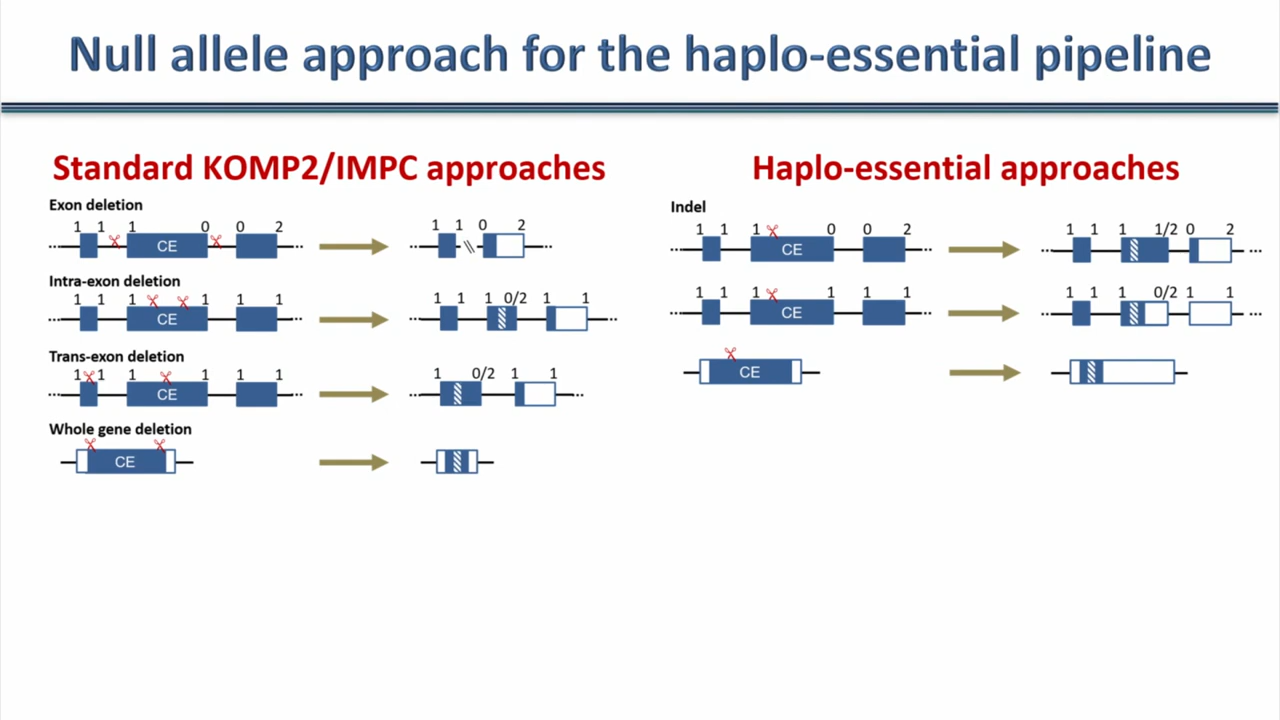 Null allele approach for the haplo-essential pipeline
Standard KOMP2/IMPC approaches
Exon deletion
1 1 1 0 0 2
CE
1 1 0 2
Intra-exon deletion
1 1 1 1 1 1
CE
1 1 1 0/2 1 1
Trans-exon deletion
1 1 1 1 1 1
CE
1 0/2 1 1
Whole gene deletion
CE
Haplo-essential approaches
Indel
1 1 1 0 0 2
CE
1 1 1 1/2 0 2
1 1 1 1 1 1
CE
1 1 1 0/2 1 1
CE